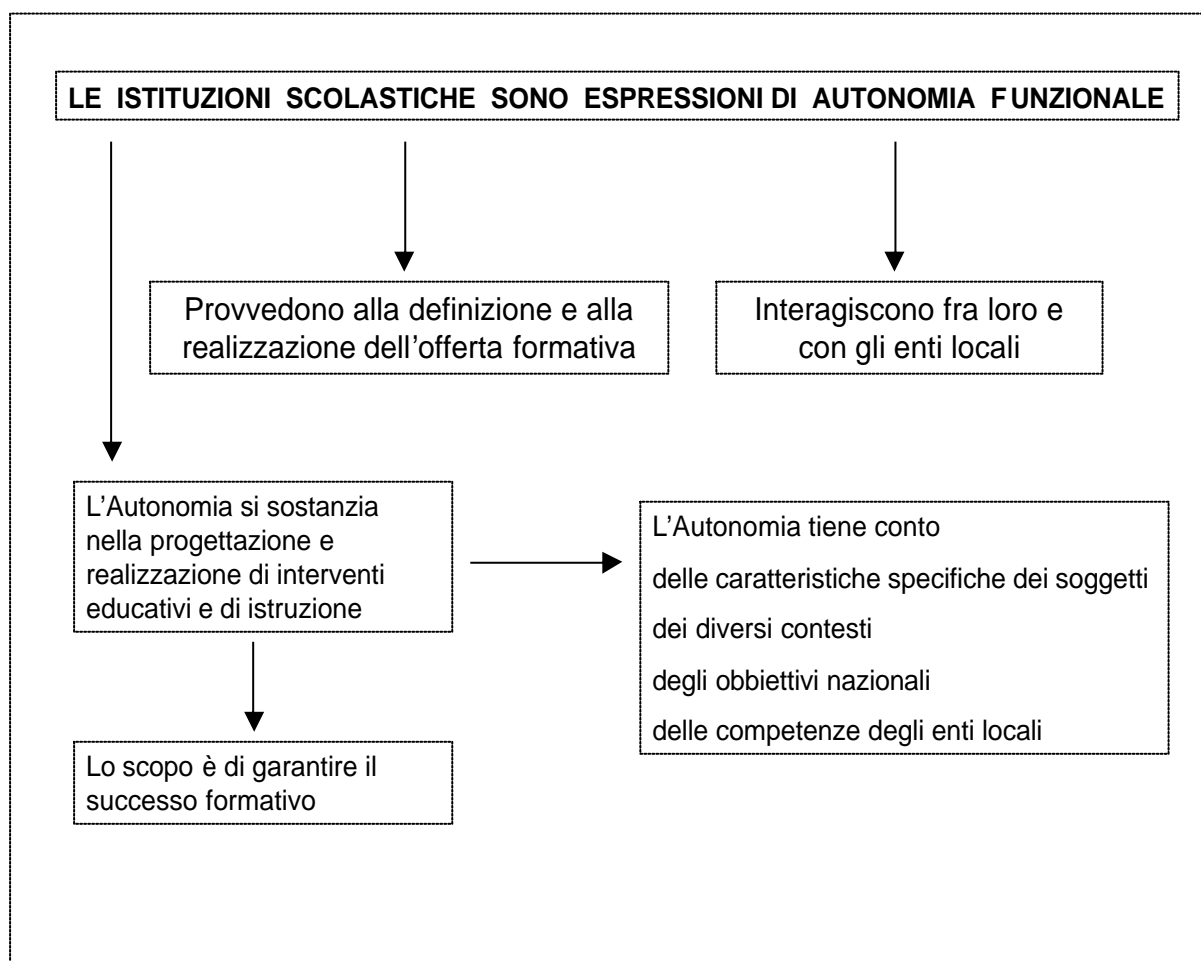 LE ISTITUZIONI SCOLASTICHE SONO ESPRESSIONI DI AUTONOMIA FUNZIONALE
Provvedono alla definizione e alla
realizzazione dell'offerta formativa
Interagiscono fra loro e
con gli enti locali
L'Autonomia si sostanzia
nella progettazione e
realizzazione di interventi
educativi e di istruzione
L'Autonomia tiene conto
delle caratteristiche specifiche dei soggetti
dei diversi contesti
degli obbiettivi nazionali
delle competenze degli enti locali
Lo scopo è di garantire il
successo formativo